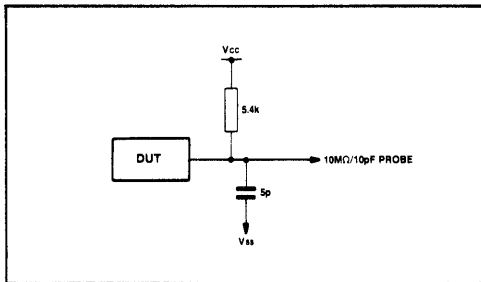 Vcc
5.4k
DUT
10MΩ/10pF PROBE
5p
Vss